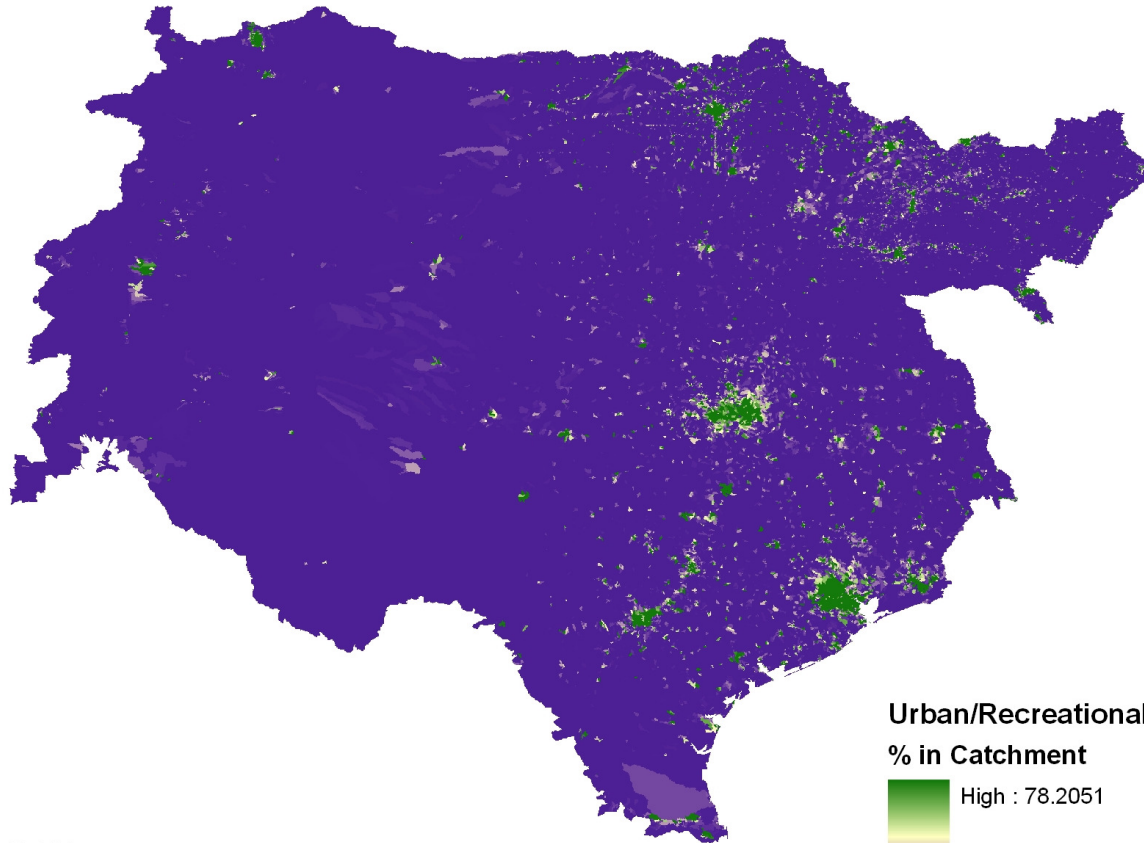 Urban/Recreational
% in Catchment
High : 78.2051